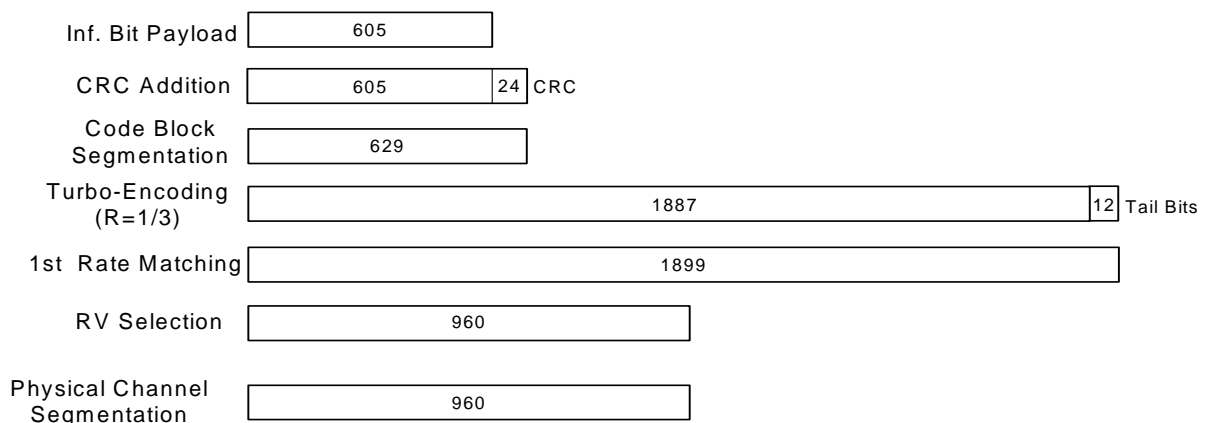 Inf. Bit Payload 605
CRC Addition 605 24 CRC
Code Block
Segmentation 629
Turbo-Encoding
(R=1/3) 1887 12 Tail Bits
1st Rate Matching 1899
RV Selection 960
Physical Channel
Segmentation 960